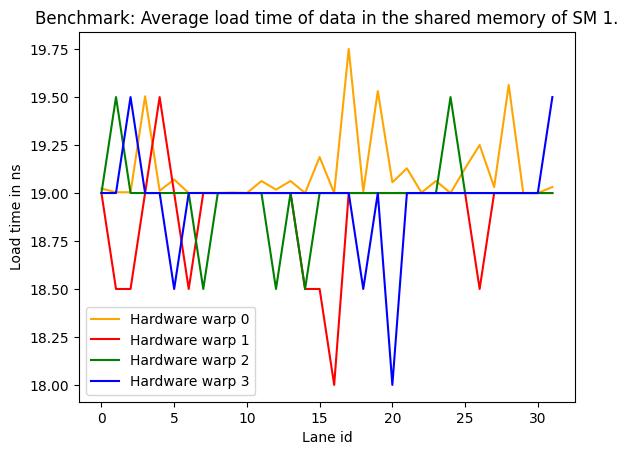 Benchmark: Average load time of data in the shared memory of SM 1.
Load time in ns
19.75
19.50
19.25
19.00
18.75
18.50
18.25
18.00
Hardware warp 0
Hardware warp 1
Hardware warp 2
Hardware warp 3
0 5 10 15 20 25 30
Lane id